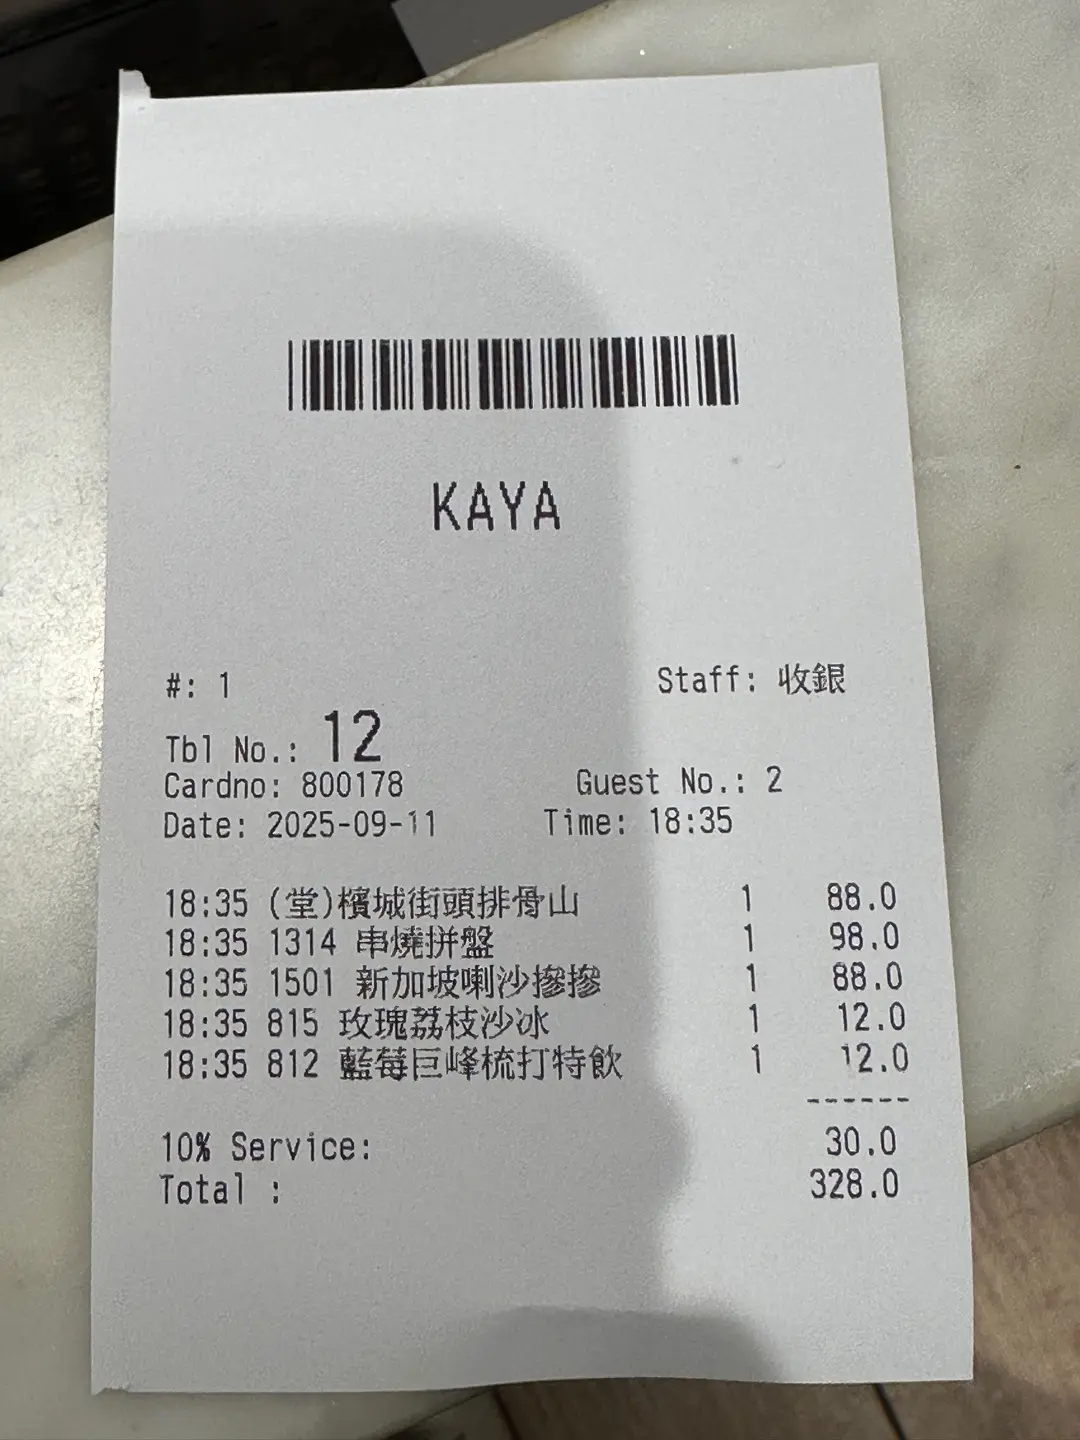 KAYA
#: 1 Staff: 收銀
Tbl No.: 12
Cardno: 800178 Guest No.: 2
Date: 2025-09-11 Time: 18:35
18:35 (堂)檳城街頭排骨山 1 88.0
18:35 1314 串燒拼盤 1 98.0
18:35 1501 新加坡喇沙摻摻 1 88.0
18:35 815 玫瑰荔枝沙冰 1 12.0
18:35 812 藍莓巨峰梳打特飲 1 12.0
------
10% Service: 30.0
Total : 328.0